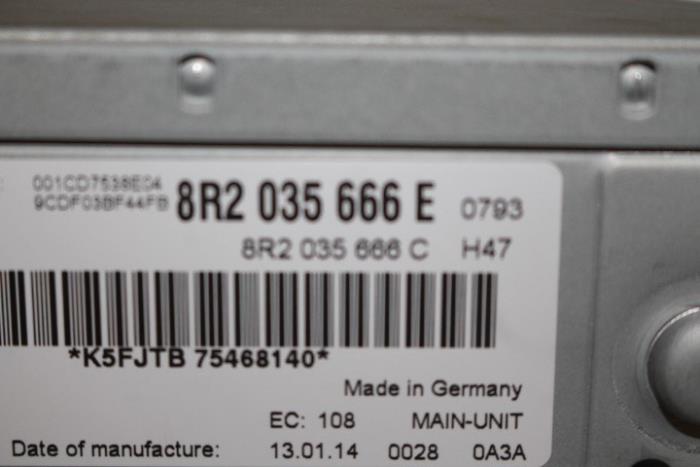 001CD7538E04
9CDF03BF44FB
8R2 035 666 E 0793
8R2 035 666 C H47
*K5FJTB 75468140*
Made in Germany
EC: 108 MAIN-UNIT
Date of manufacture: 13.01.14 0028 0A3A